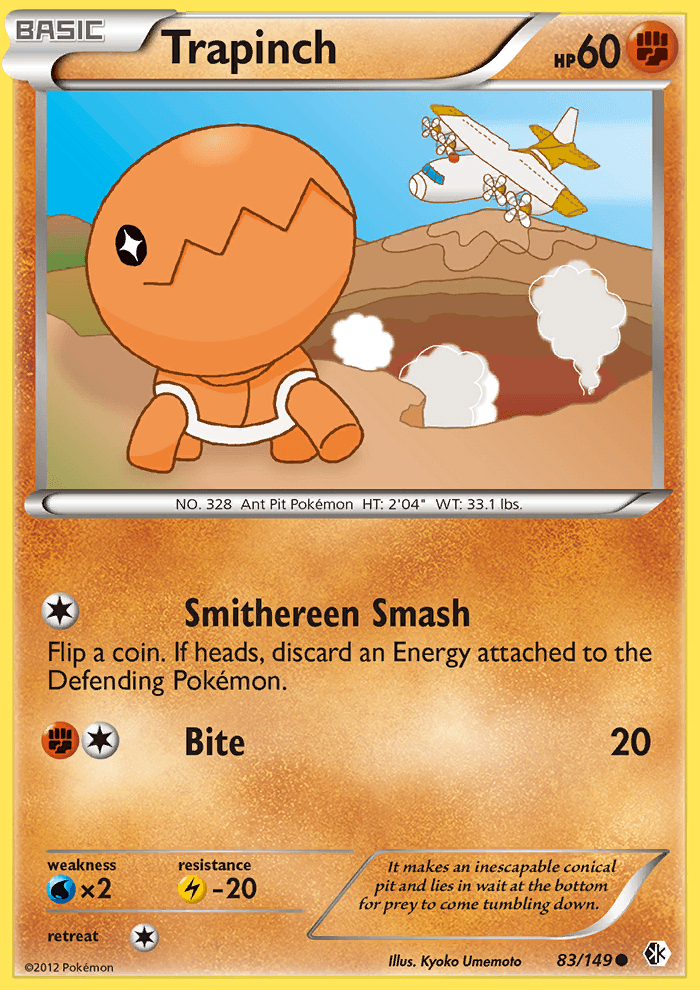 BASIC
Trapinch
HP60
NO. 328 Ant Pit Pokémon HT: 2'04" WT: 33.1 lbs.
Smithereen Smash
Flip a coin. If heads, discard an Energy attached to the
Defending Pokémon.
Bite 20
weakness resistance
×2 -20
It makes an inescapable conical
pit and lies in wait at the bottom
for prey to come tumbling down.
retreat
©2012 Pokémon
Illus. Kyoko Umemoto 83/149